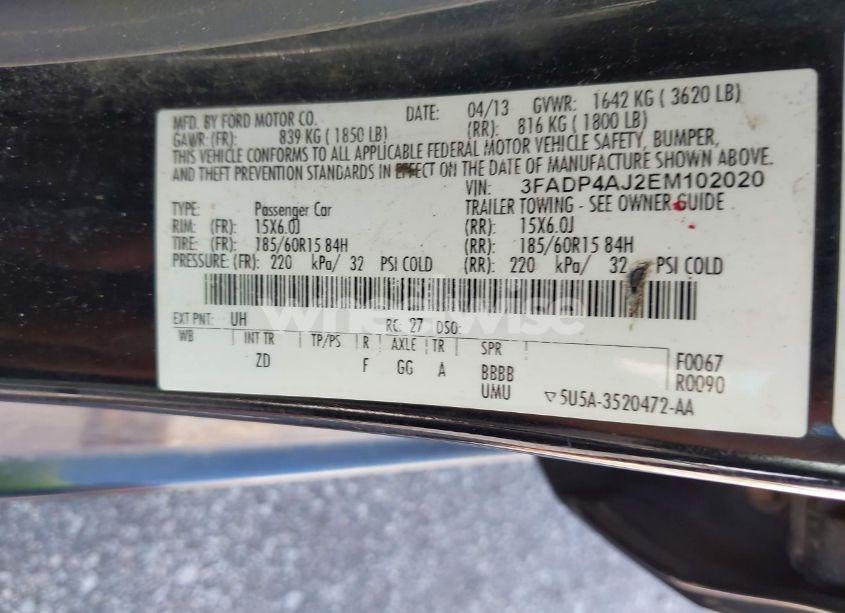 MFD. BY FORD MOTOR CO. DATE: 04/13 GVWR: 1642 KG ( 3620 LB)
GAWR: (FR): 839 KG ( 1850 LB) (RR): 816 KG ( 1800 LB)
THIS VEHICLE CONFORMS TO ALL APPLICABLE FEDERAL MOTOR VEHICLE SAFETY, BUMPER,
AND THEFT PREVENTION STANDARDS IN EFFECT ON THE DATE OF MANUFACTURE SHOWN ABOVE.
VIN: 3FADP4AJ2EM102020
TYPE: Passenger Car TRAILER TOWING - SEE OWNER GUIDE
RIM: (FR): 15X6.0J (RR): 15X6.0J
TIRE: (FR): 185/60R15 84H (RR): 185/60R15 84H
PRESSURE: (FR): 220 kPa/ 32 PSI COLD (RR): 220 kPa/ 32 PSI COLD
wheelwise
EXT PNT: UH RC: 27 DSO:
WB INT TR TP/PS R AXLE TR SPR
ZD F GG A BBBB F0067
UMU R0090
5U5A-3520472-AA